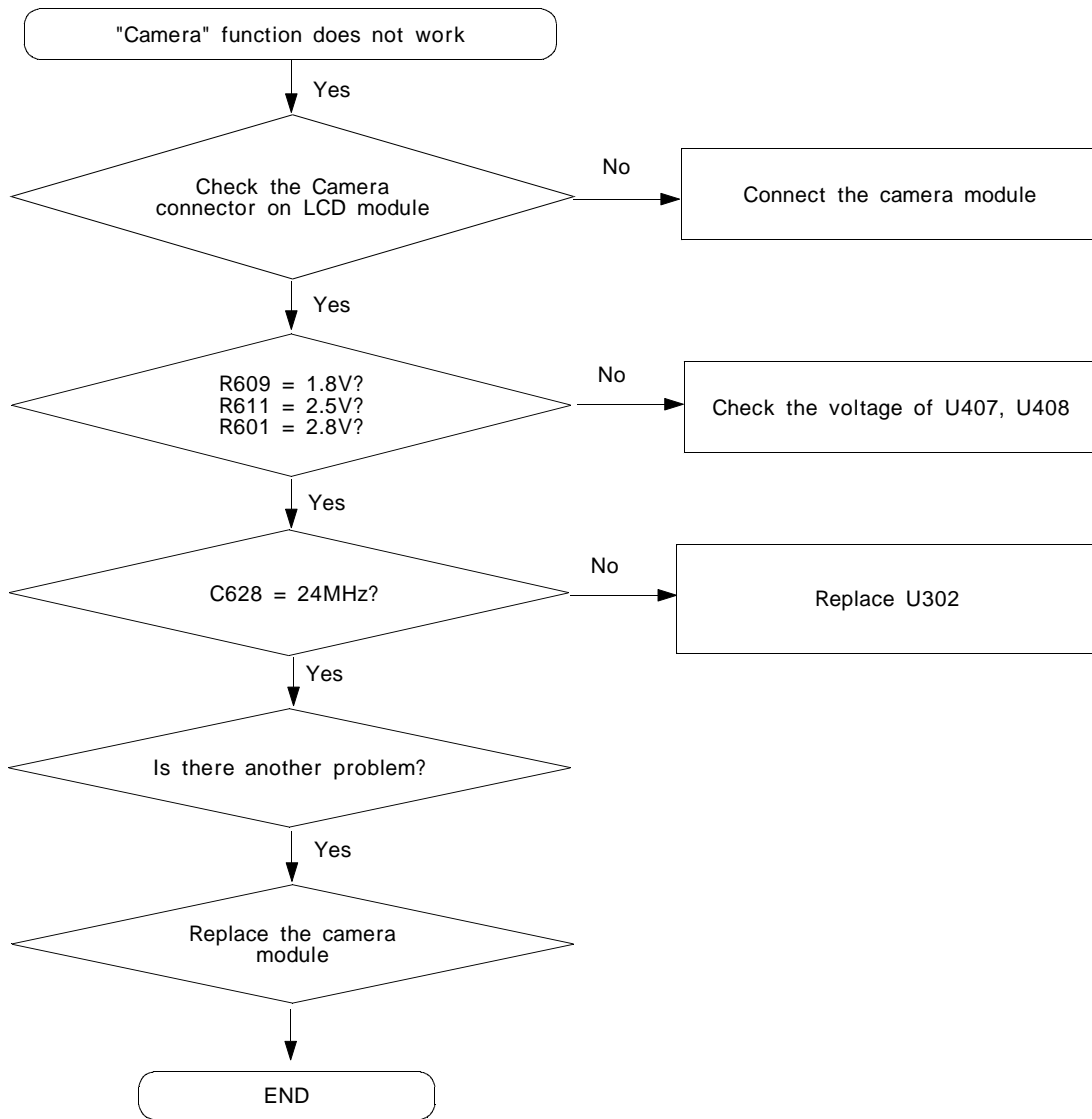 "Camera" function does not work
Yes
Check the Camera
connector on LCD module
No
Connect the camera module
Yes
R609 = 1.8V?
R611 = 2.5V?
R601 = 2.8V?
No
Check the voltage of U407, U408
Yes
C628 = 24MHz?
No
Replace U302
Yes
Is there another problem?
Yes
Replace the camera
module
END